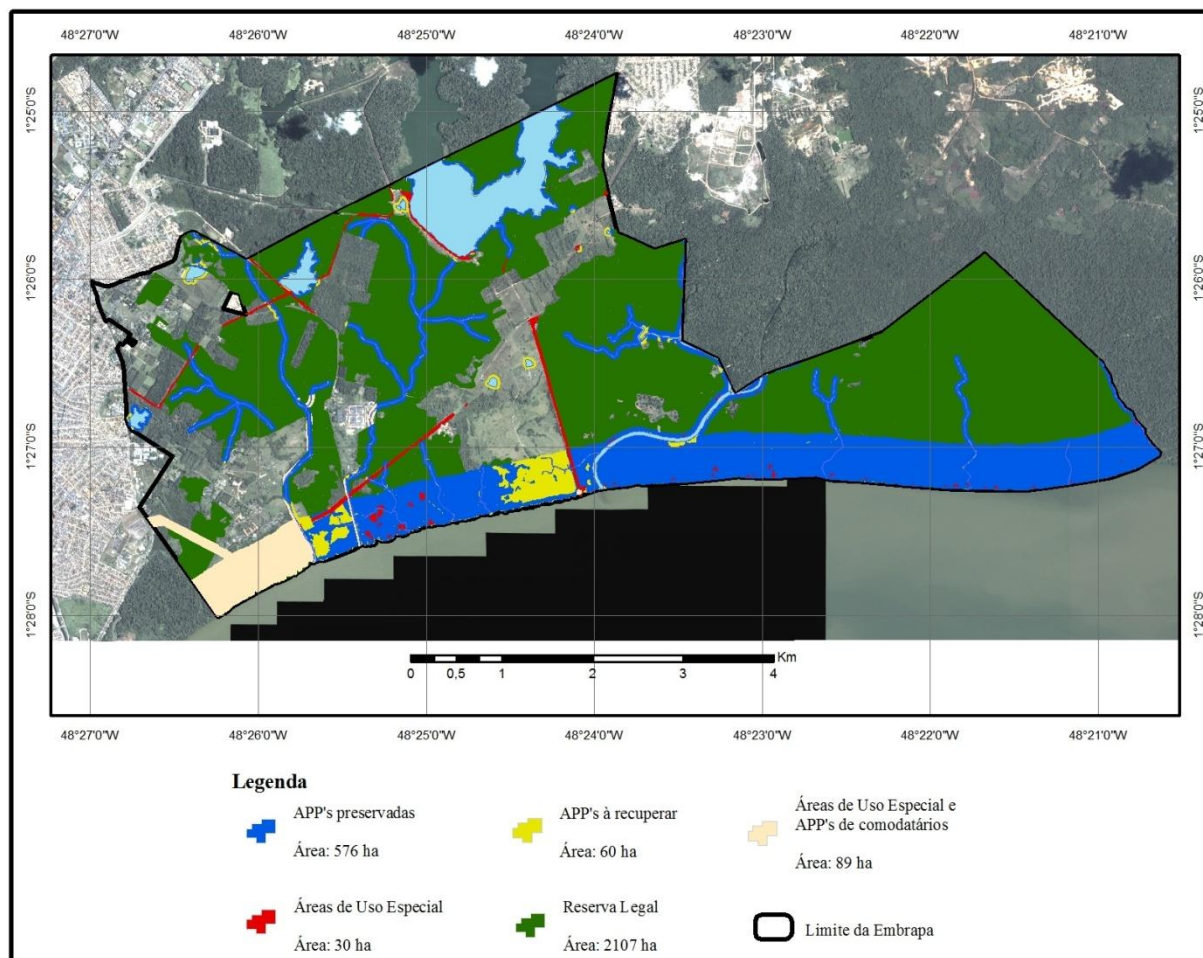 48°27'0"W 48°26'0"W 48°25'0"W 48°24'0"W 48°23'0"W 48°22'0"W 48°21'0"W
1°25'0"S 1°25'0"S
1°26'0"S 1°26'0"S
1°27'0"S 1°27'0"S
1°28'0"S 1°28'0"S
Km
0 0,5 1 2 3 4
48°27'0"W 48°26'0"W 48°25'0"W 48°24'0"W 48°23'0"W 48°22'0"W 48°21'0"W
Legenda
APP's preservadas
Área: 576 ha
APP's à recuperar
Área: 60 ha
Áreas de Uso Especial e
APP's de comodatários
Área: 89 ha
Áreas de Uso Especial
Área: 30 ha
Reserva Legal
Área: 2107 ha
Limite da Embrapa